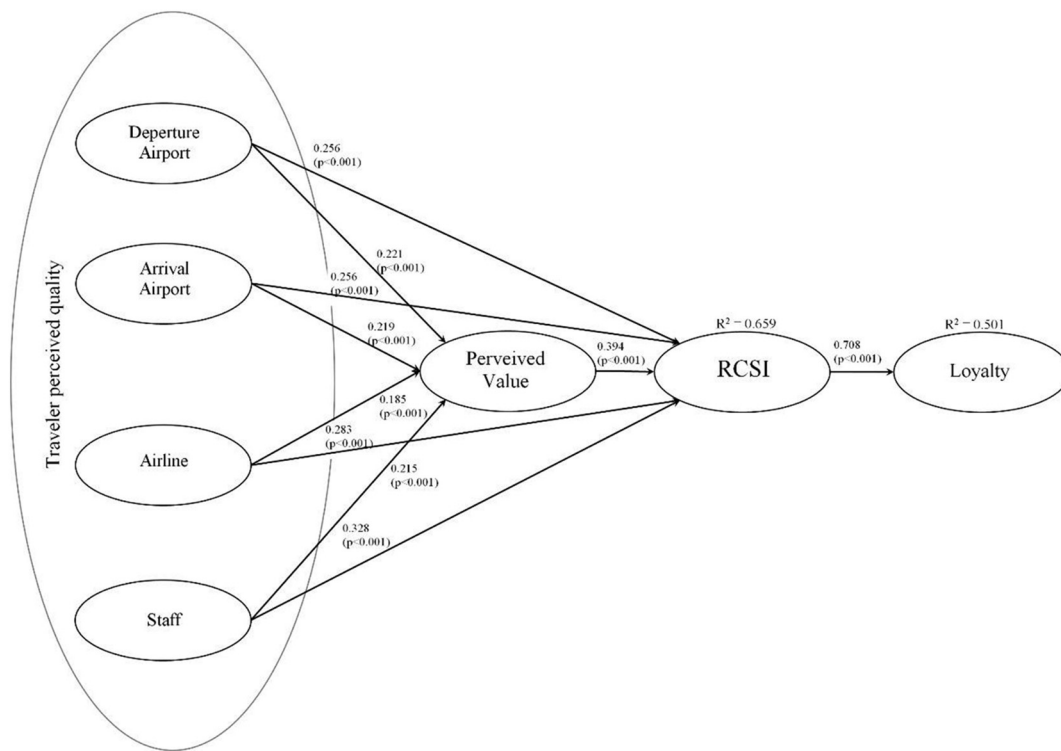 Traveler perceived quality
Deperture
Airport
Arrival
Airport
Airline
Staff
0.256
(p<0.001)
0.221
(p<0.001)
0.256
(p<0.001)
0.219
(p<0.001)
0.185
(p<0.001)
0.283
(p<0.001)
0.215
(p<0.001)
0.328
(p<0.001)
Perveived
Value
0.394
(p<0.001)
R² = 0.659
RCSI
0.708
(p<0.001)
R² = 0.501
Loyalty